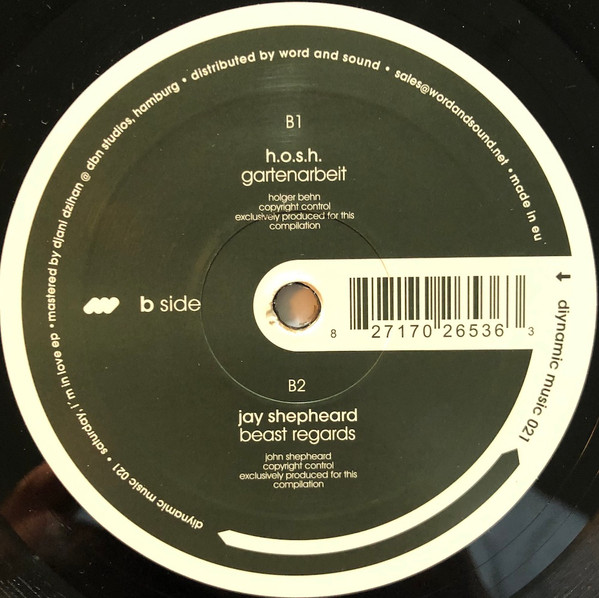 diynamic music 021 • saturday, i´m in love ep • mastered by djani dzihan @ dbn studios, hamburg • distributed by word and sound • sales@wordandsound.net • made in eu
B1
h.o.s.h.
gartenarbeit
holger behn
copyright control
exclusively produced for this
compilation
b side
8 27170 26536 3
diynamic music 021
B2
jay shepheard
beast regards
john shepheard
copyright control
exclusively produced for this
compilation